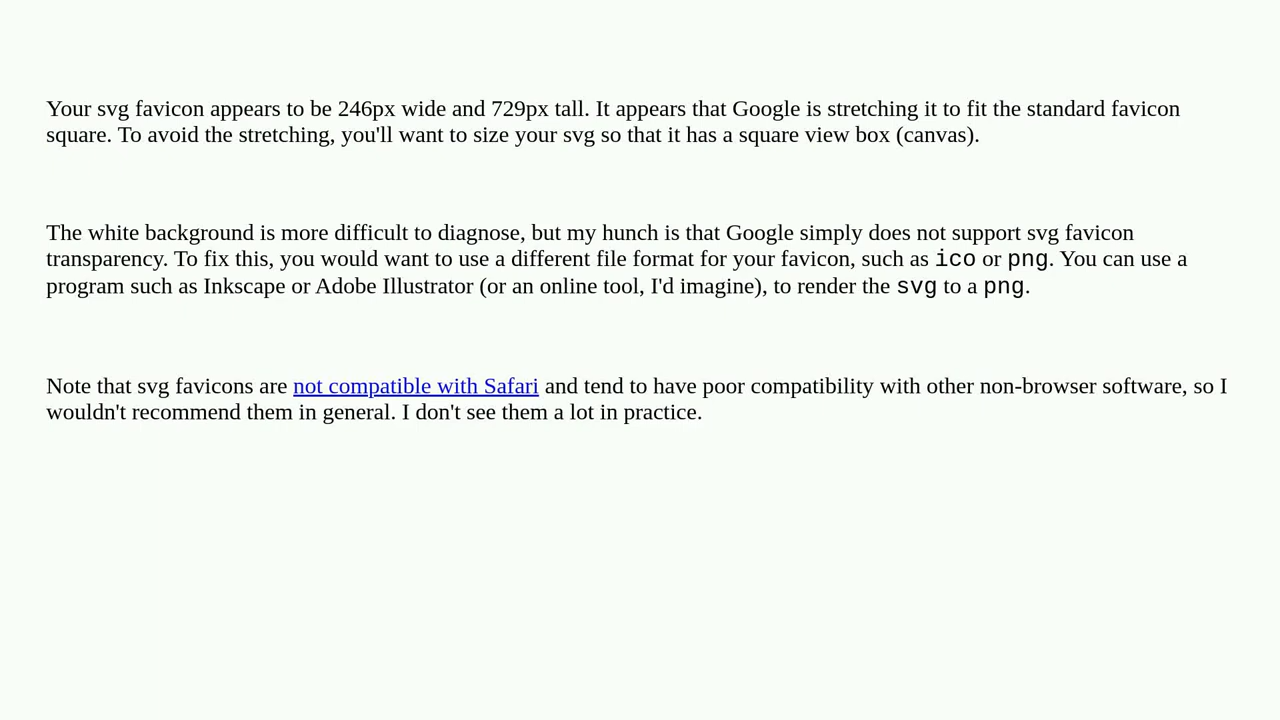 Your svg favicon appears to be 246px wide and 729px tall. It appears that Google is stretching it to fit the standard favicon
square. To avoid the stretching, you'll want to size your svg so that it has a square view box (canvas).
The white background is more difficult to diagnose, but my hunch is that Google simply does not support svg favicon
transparency. To fix this, you would want to use a different file format for your favicon, such as ico or png. You can use a
program such as Inkscape or Adobe Illustrator (or an online tool, I'd imagine), to render the svg to a png.
Note that svg favicons are not compatible with Safari and tend to have poor compatibility with other non-browser software, so I
wouldn't recommend them in general. I don't see them a lot in practice.